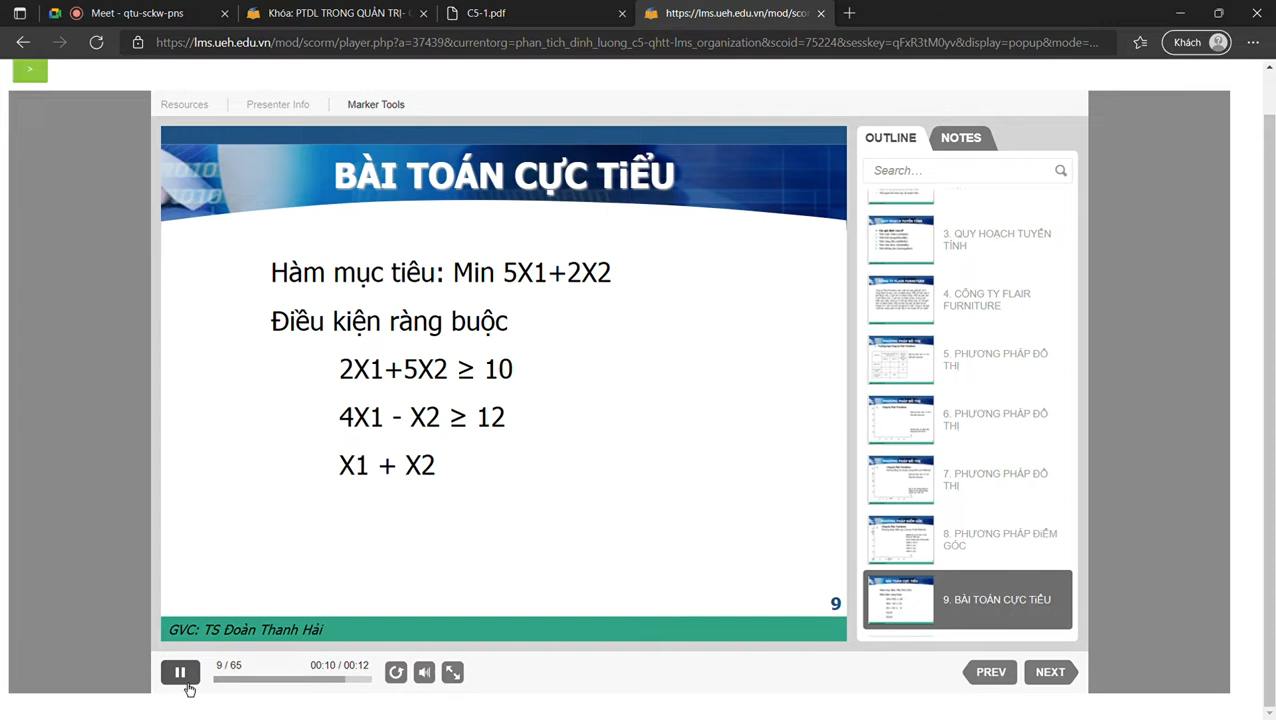 Meet - qtu-sckw-pns
Khóa: PTDL TRONG QUẢN TRỊ- 
C5-1.pdf
https://lms.ueh.edu.vn/mod/sco
https://lms.ueh.edu.vn/mod/scorm/player.php?a=37439&currentorg=phan_tich_dinh_luong_c5-qhtt-lms_organization&scoid=75224&sesskey=qFxR3tM0yv&display=popup&mode=...
Khách
>
Resources
Presenter Info
Marker Tools
BÀI TOÁN CỰC TiỂU
Hàm mục tiêu: Min 5X1+2X2
Điều kiện ràng buộc
2X1+5X2 ≥ 10
4X1 - X2 ≥ 12
X1 + X2
9
GVC: TS Đoàn Thanh Hải
OUTLINE
NOTES
Search...
3. QUY HOẠCH TUYẾN
TÍNH
4. CÔNG TY FLAIR
FURNITURE
5. PHƯƠNG PHÁP ĐỒ
THỊ
6. PHƯƠNG PHÁP ĐỒ
THỊ
7. PHƯƠNG PHÁP ĐỒ
THỊ
8. PHƯƠNG PHÁP ĐiỂM
GÓC
9. BÀI TOÁN CỰC TiỂU
9 / 65
00:10 / 00:12
PREV
NEXT